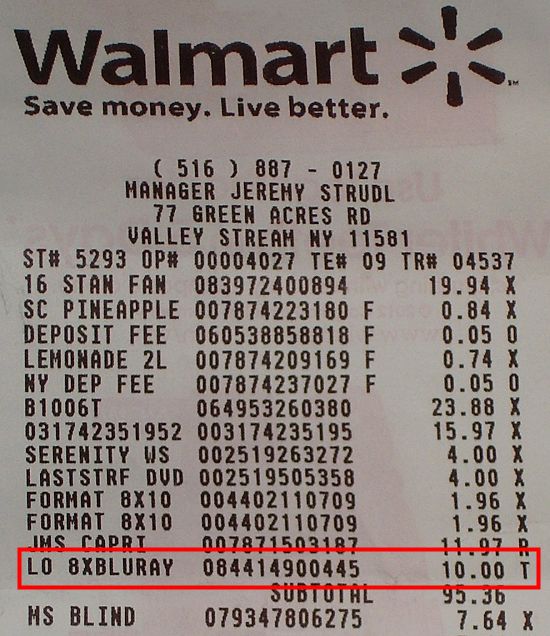 Walmart
Save money. Live better.
( 516 ) 887 - 0127
MANAGER JEREMY STRUDL
77 GREEN ACRES RD
VALLEY STREAM NY 11581
ST# 5293 OP# 00004027 TE# 09 TR# 04537
16 STAN FAN 083972400894 19.94 X
SC PINEAPPLE 007874223180 F 0.84 X
DEPOSIT FEE 060538858818 F 0.05 O
LEMONADE 2L 007874209169 F 0.74 X
NY DEP FEE 007874237027 F 0.05 O
B1006T 064953260380 23.88 X
031742351952 003174235195 15.97 X
SERENITY WS 002519263272 4.00 X
LASTSTRF DVD 002519505358 4.00 X
FORMAT 8X10 004402110709 1.96 X
FORMAT 8X10 004402110709 1.96 X
JMS CAPRI 007871503187 11.97 R
LO 8XBLURAY 084414900445 10.00 T
SUBTOTAL 95.36
MS BLIND 079347806275 7.64 X